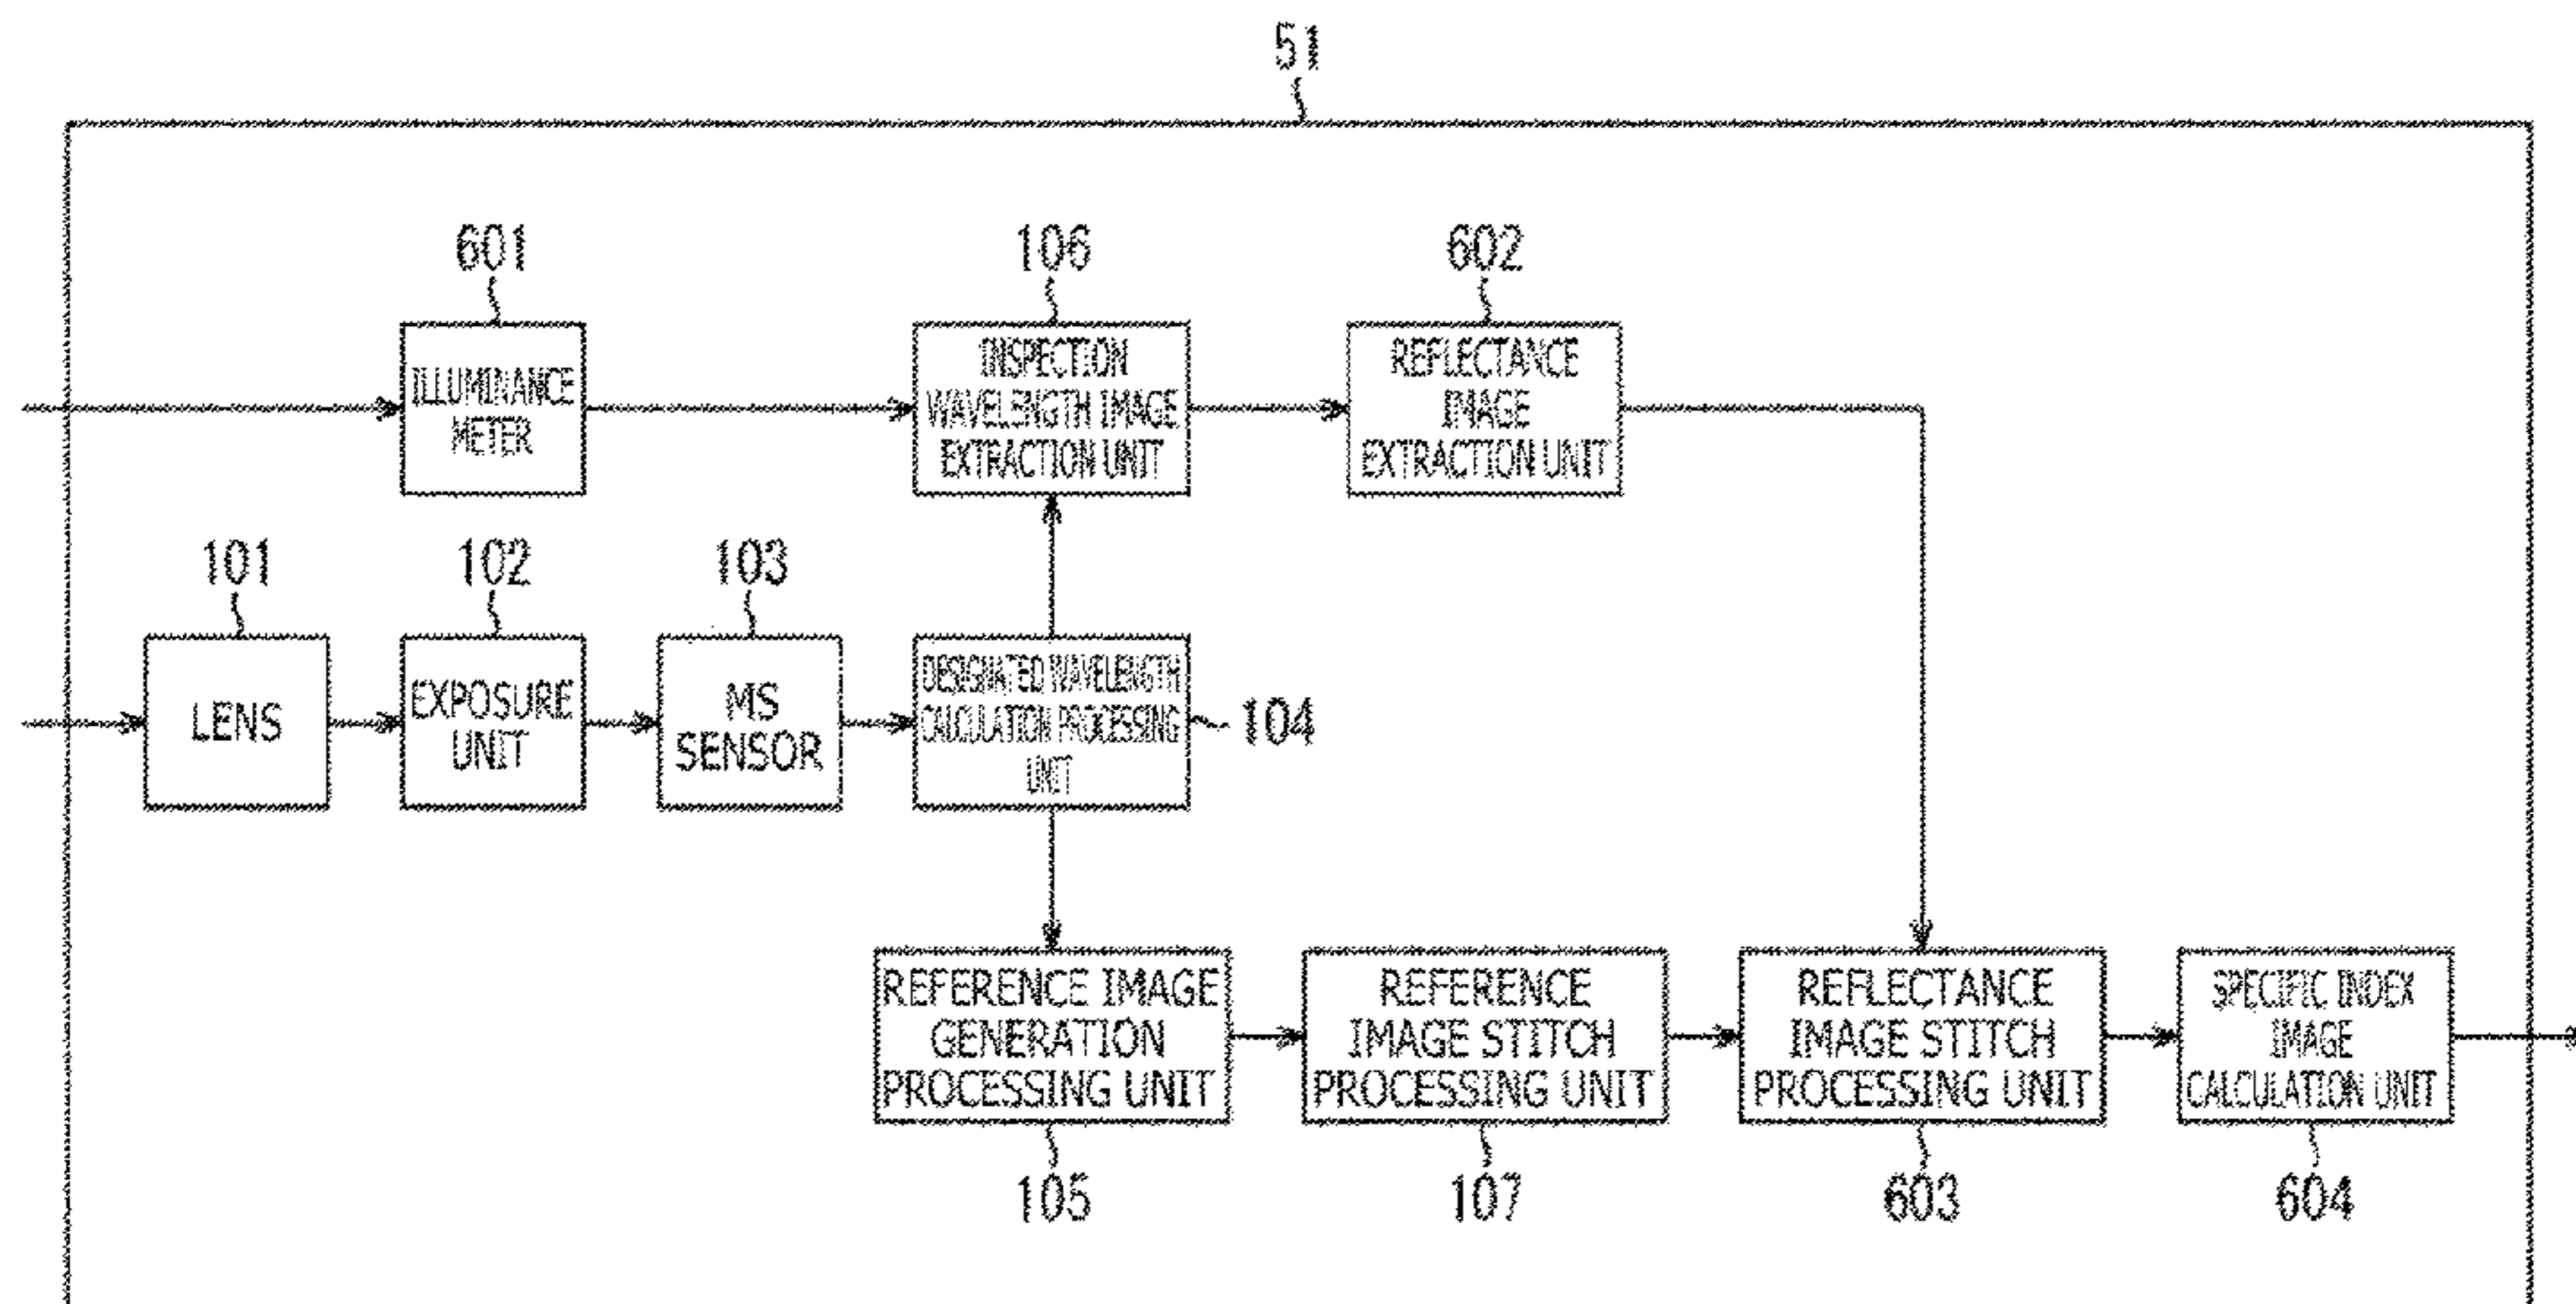 51
601
106
602
ILLUMINANCE
METER
INSPECTION
WAVELENGTH IMAGE
EXTRACTION UNIT
REFLECTANCE
IMAGE
EXTRACTION UNIT
101
102
103
LENS
EXPOSURE
UNIT
MS
SENSOR
DESIGNATED WAVELENGTH
CALCULATION PROCESSING
UNIT
104
REFERENCE IMAGE
GENERATION
PROCESSING UNIT
REFERENCE
IMAGE STITCH
PROCESSING UNIT
REFLECTANCE
IMAGE STITCH
PROCESSING UNIT
SPECIFIC INDEX
IMAGE
CALCULATION UNIT
105
107
603
604